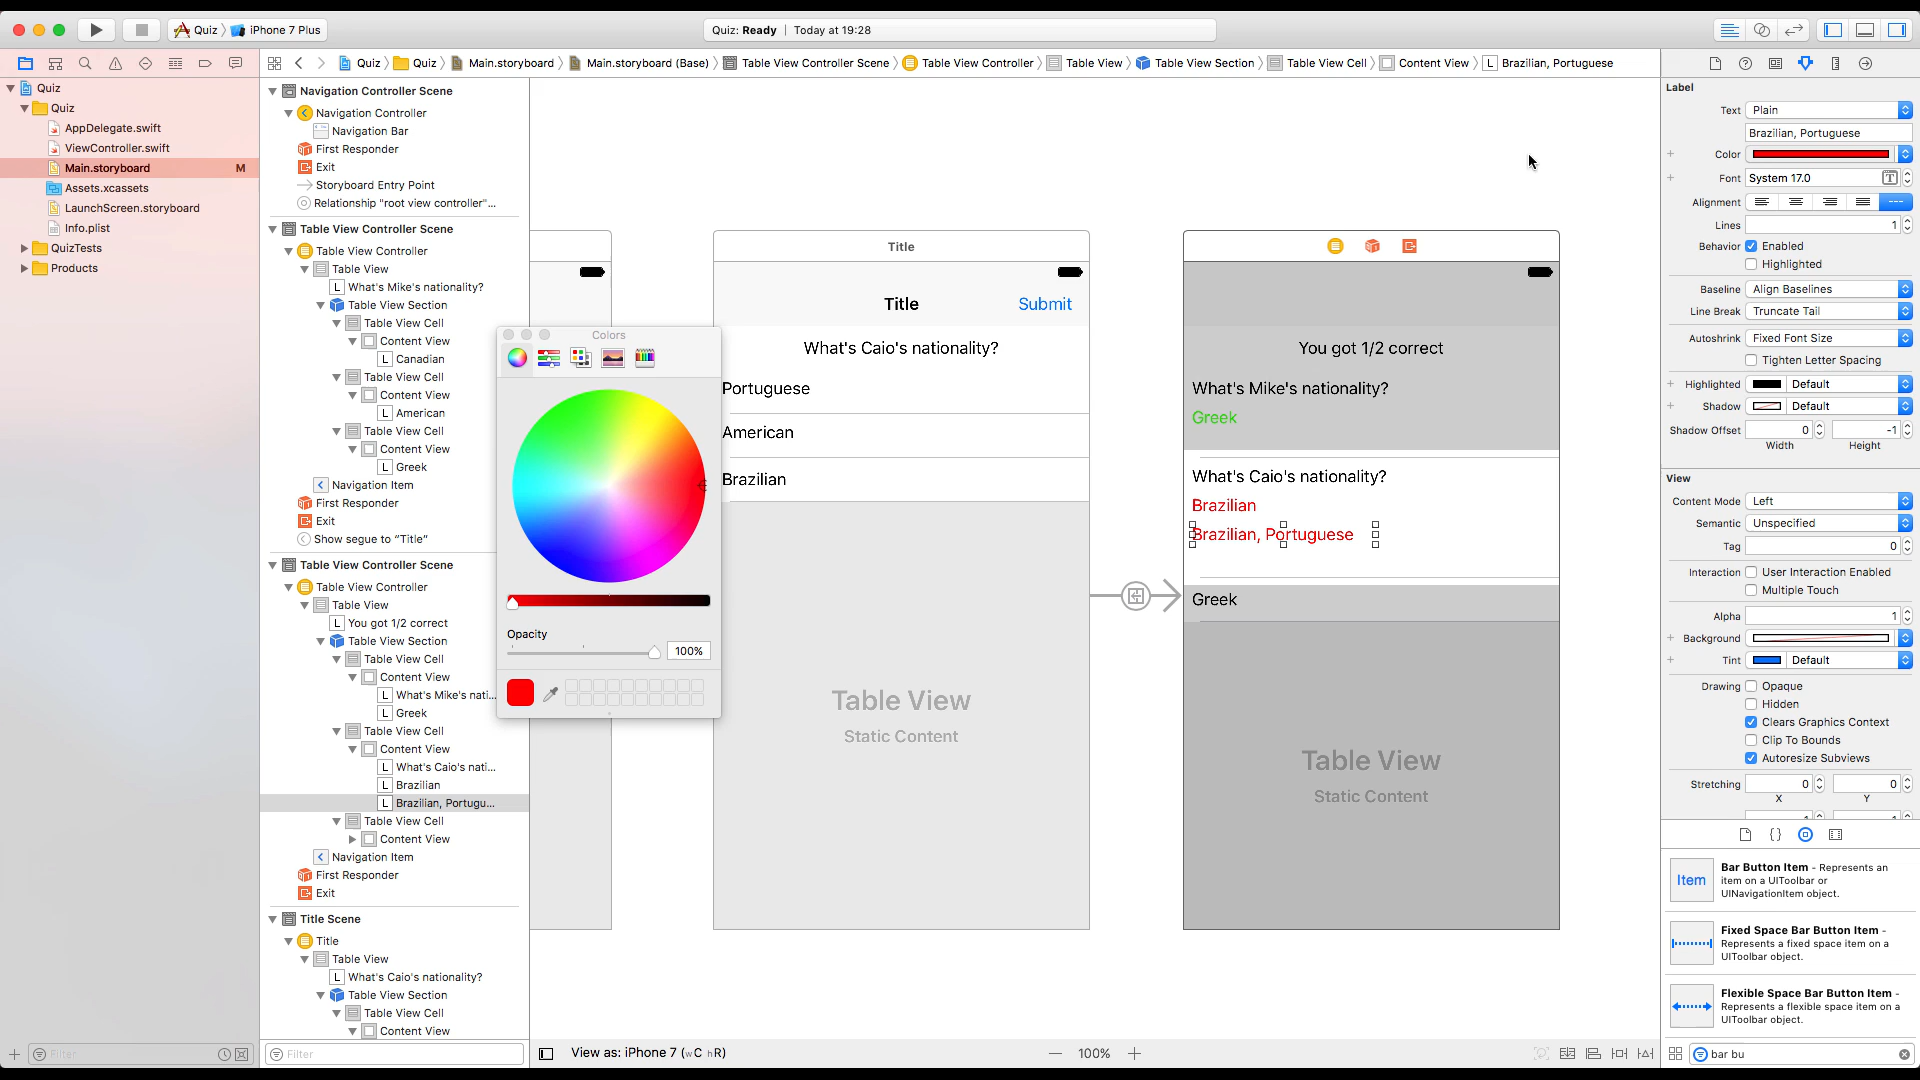 Quiz
iPhone 7 Plus
Quiz: Ready | Today at 19:28
Quiz
Quiz
Main.storyboard
Main.storyboard (Base)
Table View Controller Scene
Table View Controller
Table View
Table View Section
Table View Cell
Content View
L Brazilian, Portuguese
Quiz
Quiz
AppDelegate.swift
ViewController.swift
Main.storyboard M
Assets.xcassets
LaunchScreen.storyboard
Info.plist
QuizTests
Products
Filter
Navigation Controller Scene
Navigation Controller
Navigation Bar
First Responder
Exit
Storyboard Entry Point
Relationship "root view controller"...
Table View Controller Scene
Table View Controller
Table View
L What's Mike's nationality?
Table View Section
Table View Cell
Content View
L Canadian
Table View Cell
Content View
L American
Table View Cell
Content View
L Greek
Navigation Item
First Responder
Exit
Show segue to “Title”
Table View Controller Scene
Table View Controller
Table View
L You got 1/2 correct
Table View Section
Table View Cell
Content View
L What's Mike's nati...
L Greek
Table View Cell
Content View
L What's Caio's nati...
L Brazilian
L Brazilian, Portugu...
Table View Cell
Content View
Navigation Item
First Responder
Exit
Title Scene
Title
Table View
L What's Caio's nationality?
Table View Section
Table View Cell
Content View
Filter
Colors
Opacity
100%
Title
Title
Submit
What's Caio's nationality?
Portuguese
American
Brazilian
Table View
Static Content
You got 1/2 correct
What's Mike's nationality?
Greek
What's Caio's nationality?
Brazilian
Brazilian, Portuguese
Greek
Table View
Static Content
View as: iPhone 7 (wC hR)
100%
Label
Text Plain
Brazilian, Portuguese
Color
Font System 17.0 T
Alignment
Lines 1
Behavior Enabled
Highlighted
Baseline Align Baselines
Line Break Truncate Tail
Autoshrink Fixed Font Size
Tighten Letter Spacing
Highlighted Default
Shadow Default
Shadow Offset 0 -1
Width Height
View
Content Mode Left
Semantic Unspecified
Tag 0
Interaction User Interaction Enabled
Multiple Touch
Alpha 1
Background
Tint Default
Drawing Opaque
Hidden
Clears Graphics Context
Clip To Bounds
Autoresize Subviews
Stretching 0 0
X Y
{ }
Item
Bar Button Item - Represents an
item on a UIToolbar or
UINavigationItem object.
Fixed Space Bar Button Item -
Represents a fixed space item on a
UIToolbar object.
Flexible Space Bar Button Item -
Represents a flexible space item on a
UIToolbar object.
bar bu